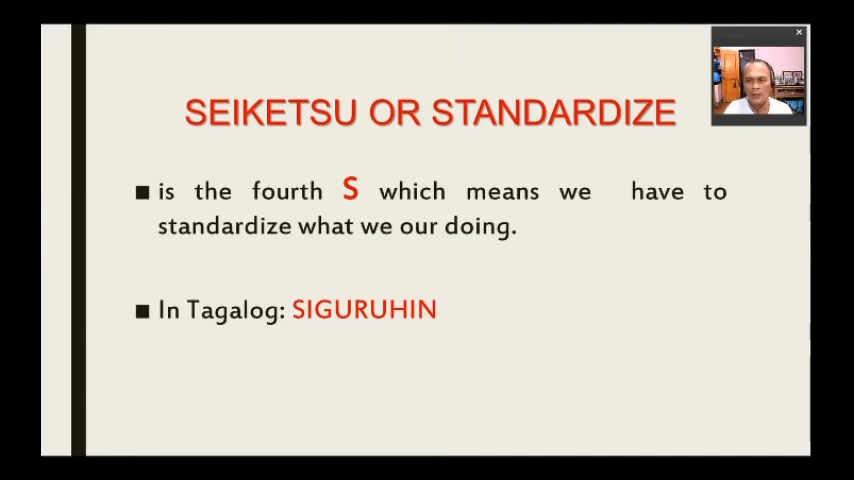 SEIKETSU OR STANDARDIZE
is the fourth S which means we have to
standardize what we our doing.
In Tagalog: SIGURUHIN